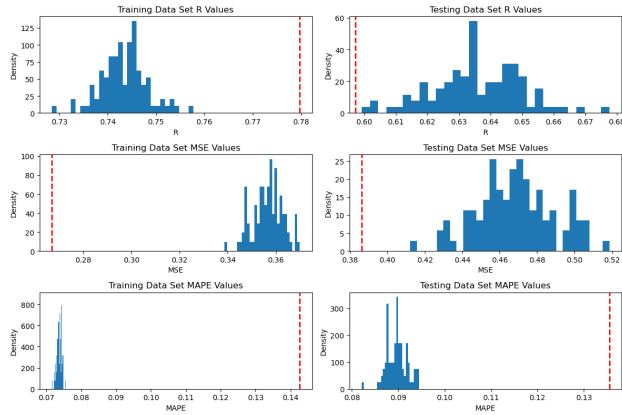 Training Data Set R Values
Density
125
100
75
50
25
0
0.73 0.74 0.75 0.76 0.77 0.78
R
Testing Data Set R Values
Density
60
50
40
30
20
10
0
0.60 0.61 0.62 0.63 0.64 0.65 0.66 0.67 0.68
R
Training Data Set MSE Values
Density
100
80
60
40
20
0
0.28 0.30 0.32 0.34 0.36
MSE
Testing Data Set MSE Values
Density
25
20
15
10
5
0
0.38 0.40 0.42 0.44 0.46 0.48 0.50 0.52
MSE
Training Data Set MAPE Values
Density
800
600
400
200
0
0.07 0.08 0.09 0.10 0.11 0.12 0.13 0.14
MAPE
Testing Data Set MAPE Values
Density
300
200
100
0
0.08 0.09 0.10 0.11 0.12 0.13
MAPE